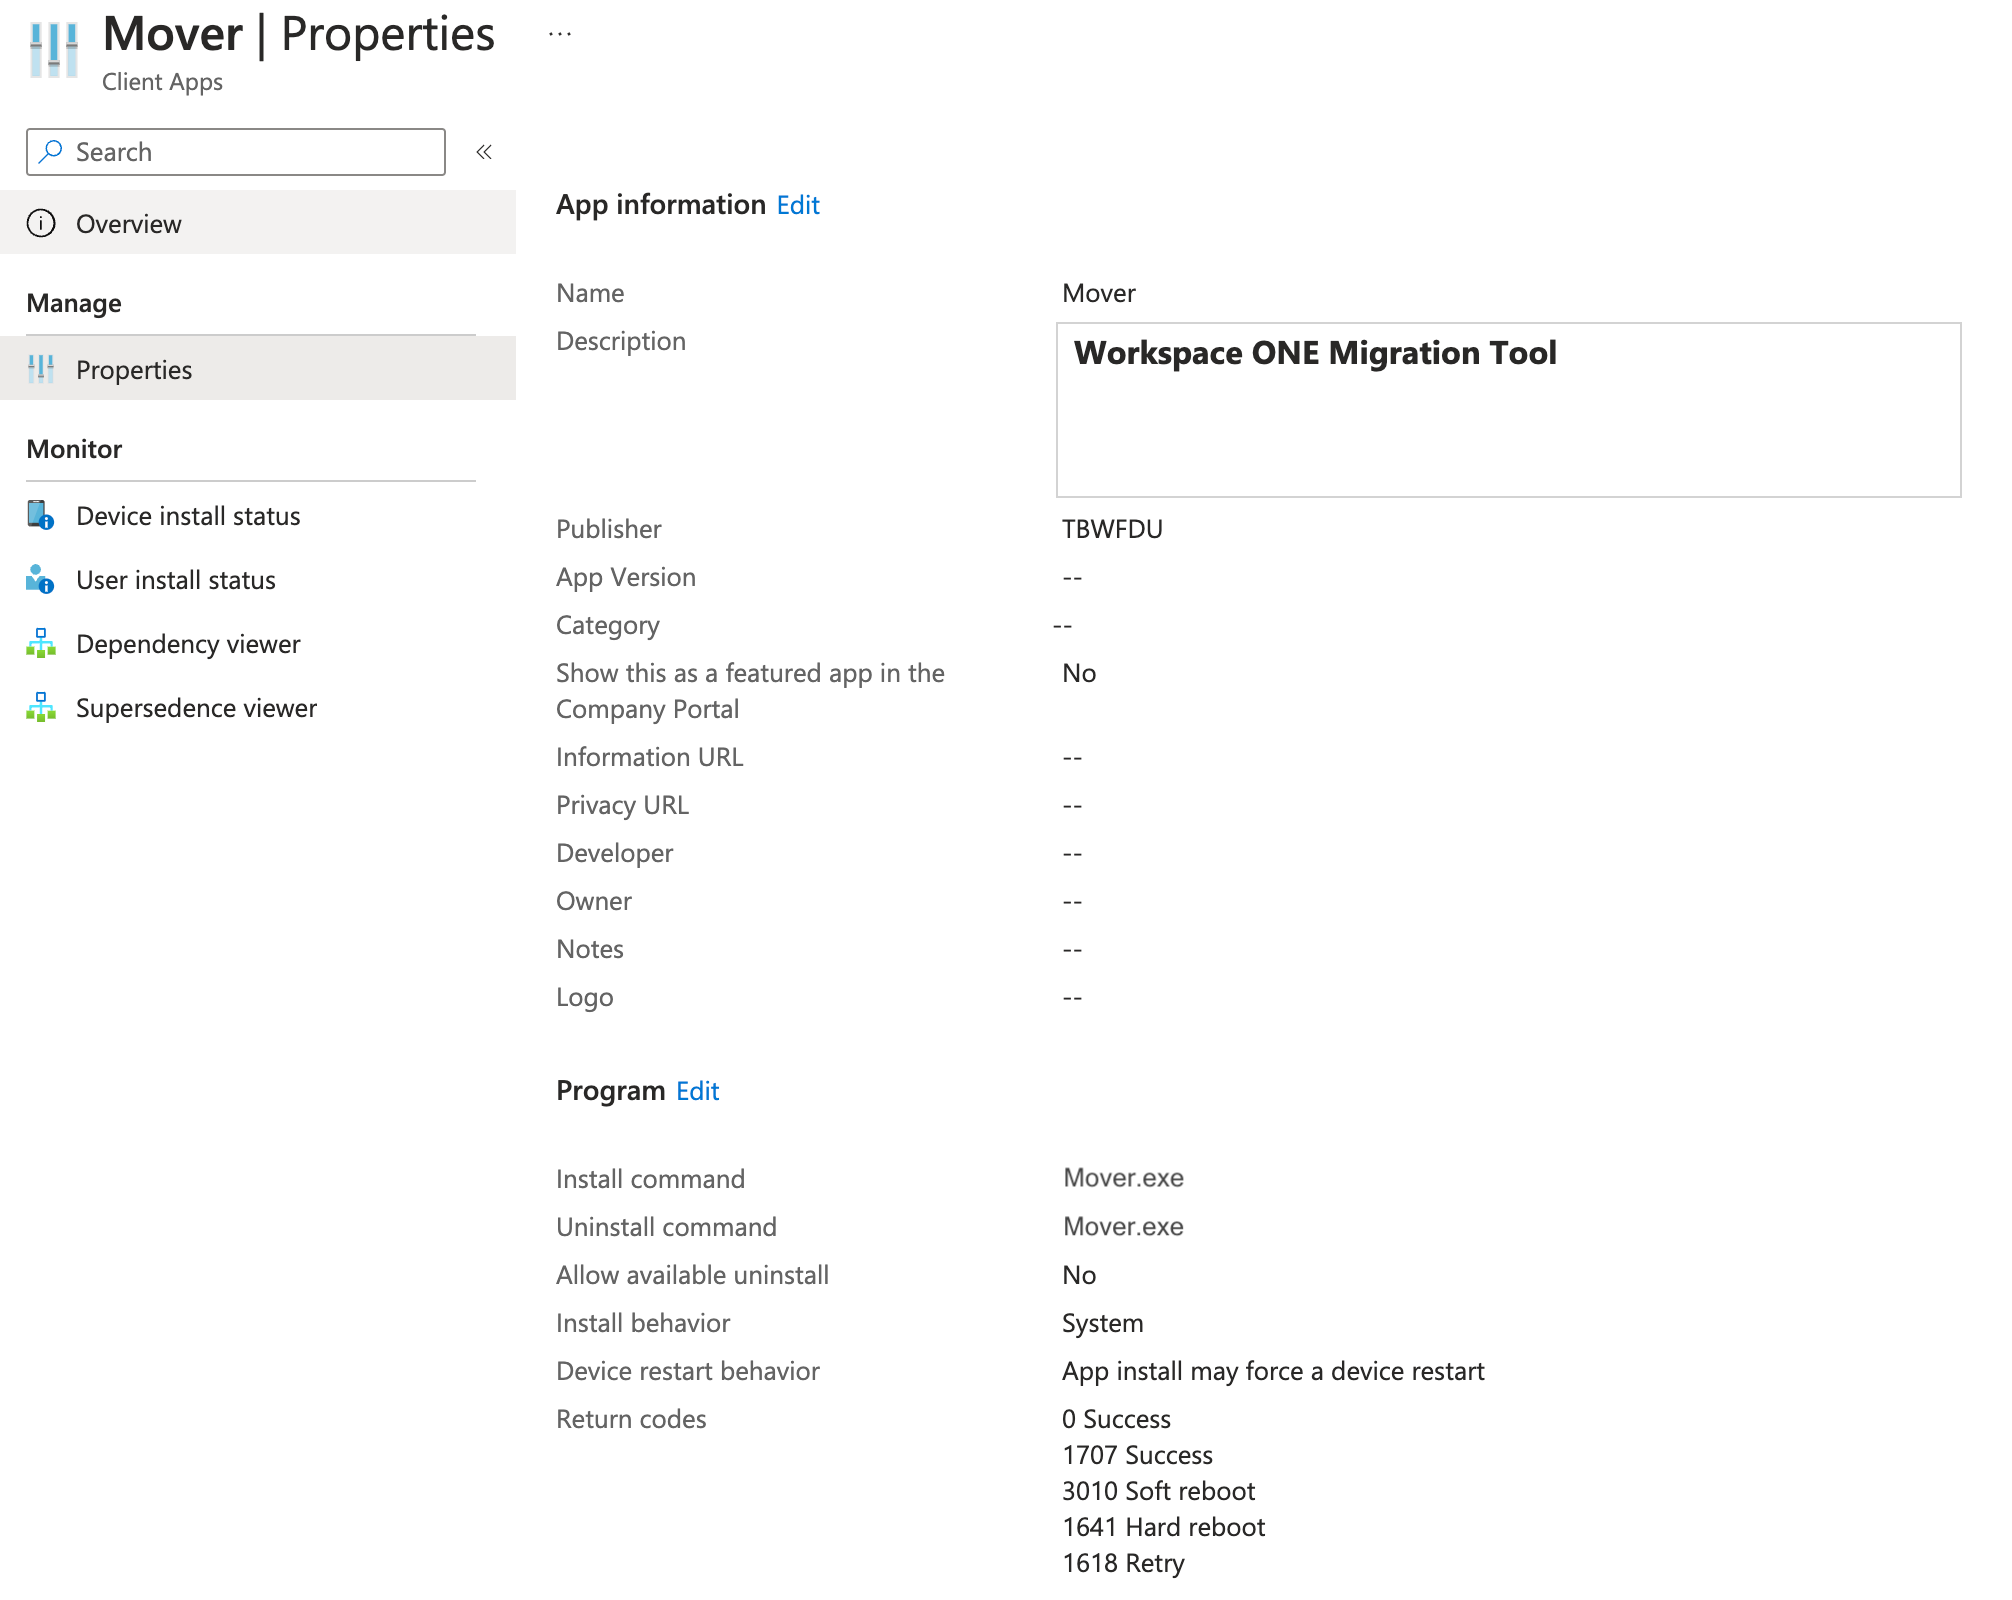 Mover | Properties
...
Client Apps
Search
«
Overview
Manage
Properties
Monitor
Device install status
User install status
Dependency viewer
Supersedence viewer
App information Edit
Name Mover
Description Workspace ONE Migration Tool
Publisher TBWFDU
App Version --
Category --
Show this as a featured app in the No
Company Portal
Information URL --
Privacy URL --
Developer --
Owner --
Notes --
Logo --
Program Edit
Install command Mover.exe
Uninstall command Mover.exe
Allow available uninstall No
Install behavior System
Device restart behavior App install may force a device restart
Return codes 0 Success
1707 Success
3010 Soft reboot
1641 Hard reboot
1618 Retry